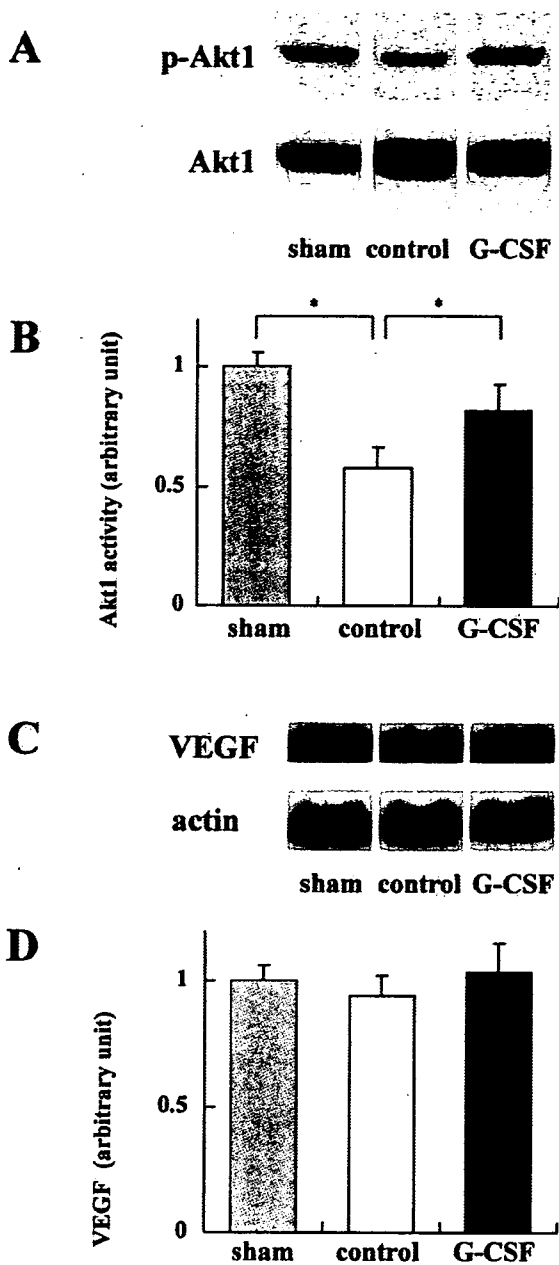 A
p-Akt1
Akt1
sham control G-CSF
B
* *
Akt1 activity (arbitrary unit)
1
0.5
0
sham control G-CSF
C
VEGF
actin
sham control G-CSF
D
VEGF (arbitrary unit)
1
0.5
0
sham control G-CSF